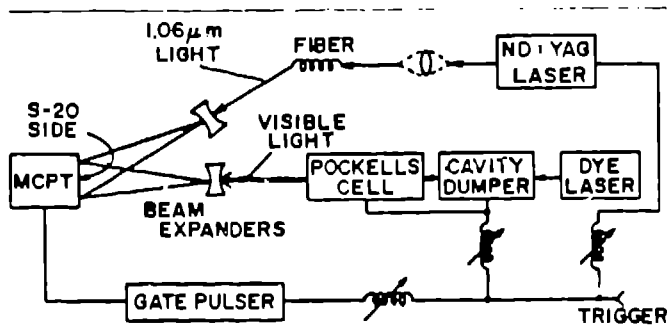 1.06μm
LIGHT
FIBER
ND:YAG
LASER
S-20
SIDE
VISIBLE
LIGHT
MCPT
POCKELLS
CELL
CAVITY
DUMPER
DYE
LASER
BEAM
EXPANDERS
GATE PULSER
TRIGGER